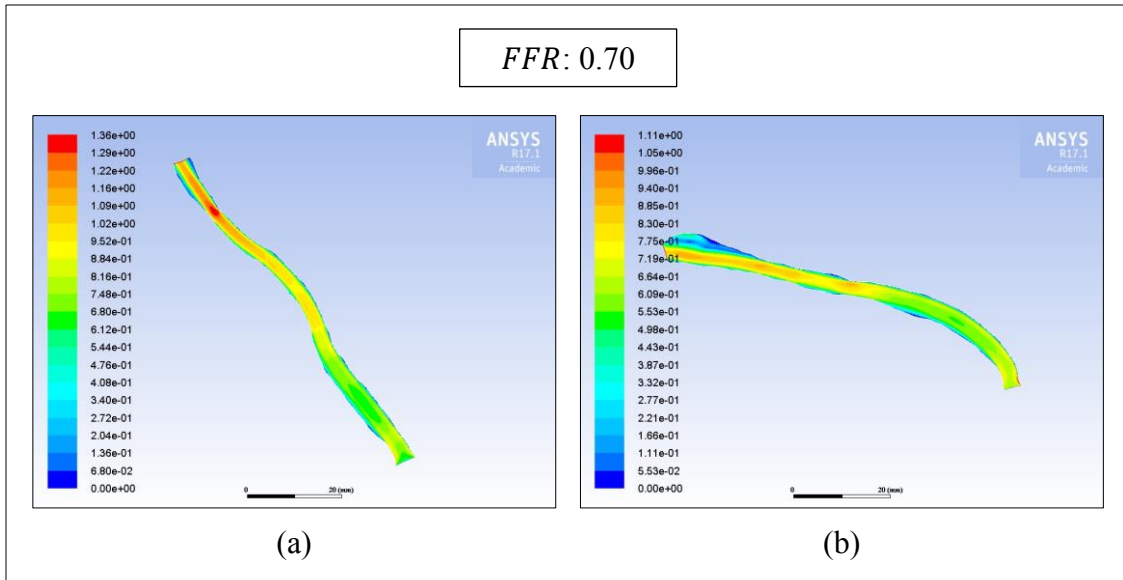 FFR: 0.70
1.36e+00
1.29e+00
1.22e+00
1.16e+00
1.09e+00
1.02e+00
9.52e-01
8.84e-01
8.16e-01
7.48e-01
6.80e-01
6.12e-01
5.44e-01
4.76e-01
4.08e-01
3.40e-01
2.72e-01
2.04e-01
1.36e-01
6.80e-02
0.00e+00
ANSYS
R17.1
Academic
0 20 (mm)
(a)
1.11e+00
1.05e+00
9.96e-01
9.40e-01
8.85e-01
8.30e-01
7.75e-01
7.19e-01
6.64e-01
6.09e-01
5.53e-01
4.98e-01
4.43e-01
3.87e-01
3.32e-01
2.77e-01
2.21e-01
1.66e-01
1.11e-01
5.53e-02
0.00e+00
ANSYS
R17.1
Academic
0 20 (mm)
(b)